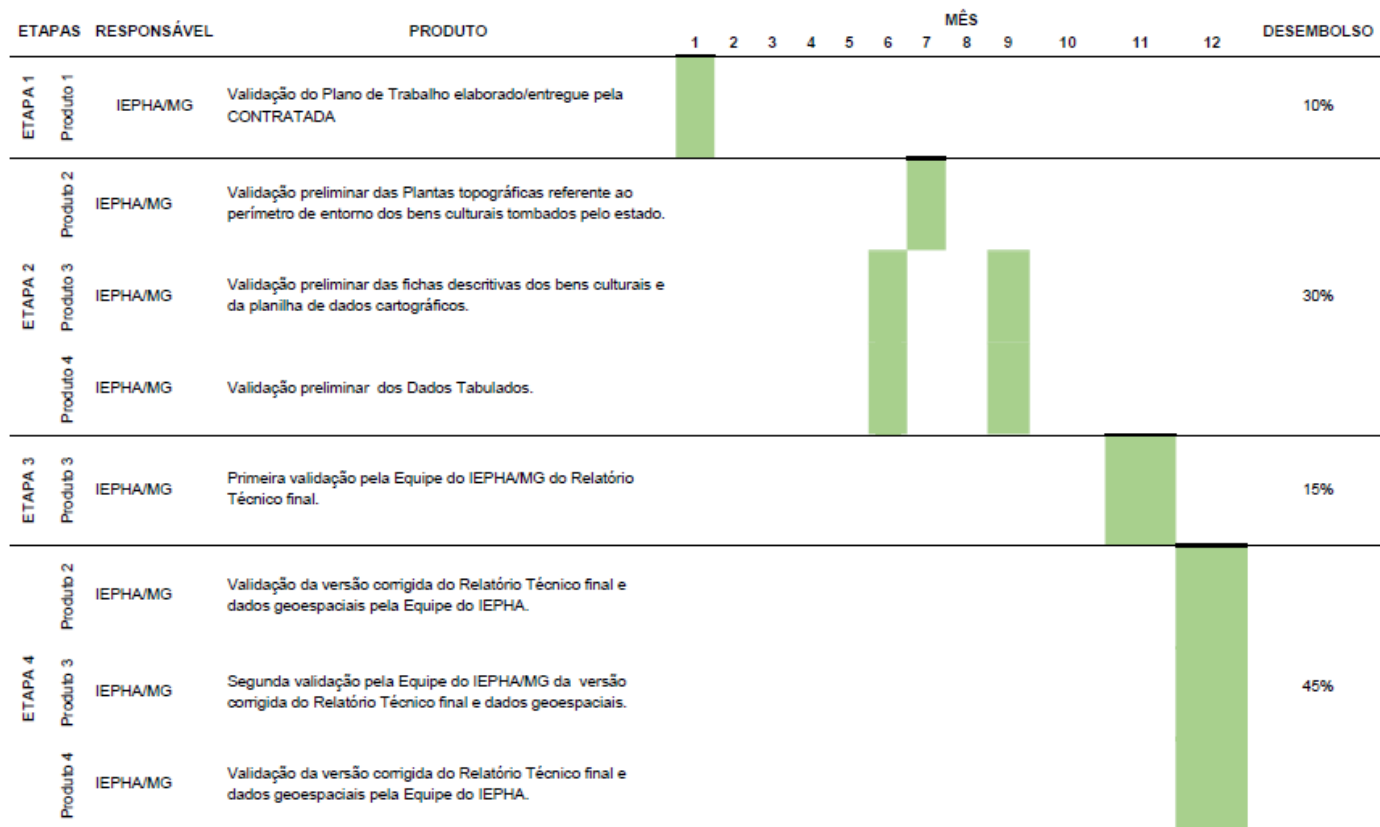 ETAPAS RESPONSÁVEL PRODUTO MÊS DESEMBOLSO
1 2 3 4 5 6 7 8 9 10 11 12
ETAPA 1
Produto 1
IEPHA/MG
Validação do Plano de Trabalho elaborado/entregue pela
CONTRATADA
10%
ETAPA 2
Produto 2
IEPHA/MG
Validação preliminar das Plantas topográficas referente ao
perímetro de entorno dos bens culturais tombados pelo estado.
Produto 3
IEPHA/MG
Validação preliminar das fichas descritivas dos bens culturais e
da planilha de dados cartográficos.
30%
Produto 4
IEPHA/MG
Validação preliminar dos Dados Tabulados.
ETAPA 3
Produto 3
IEPHA/MG
Primeira validação pela Equipe do IEPHA/MG do Relatório
Técnico final.
15%
ETAPA 4
Produto 2
IEPHA/MG
Validação da versão corrigida do Relatório Técnico final e
dados geoespaciais pela Equipe do IEPHA.
Produto 3
IEPHA/MG
Segunda validação pela Equipe do IEPHA/MG da versão
corrigida do Relatório Técnico final e dados geoespaciais.
45%
Produto 4
IEPHA/MG
Validação da versão corrigida do Relatório Técnico final e
dados geoespaciais pela Equipe do IEPHA.